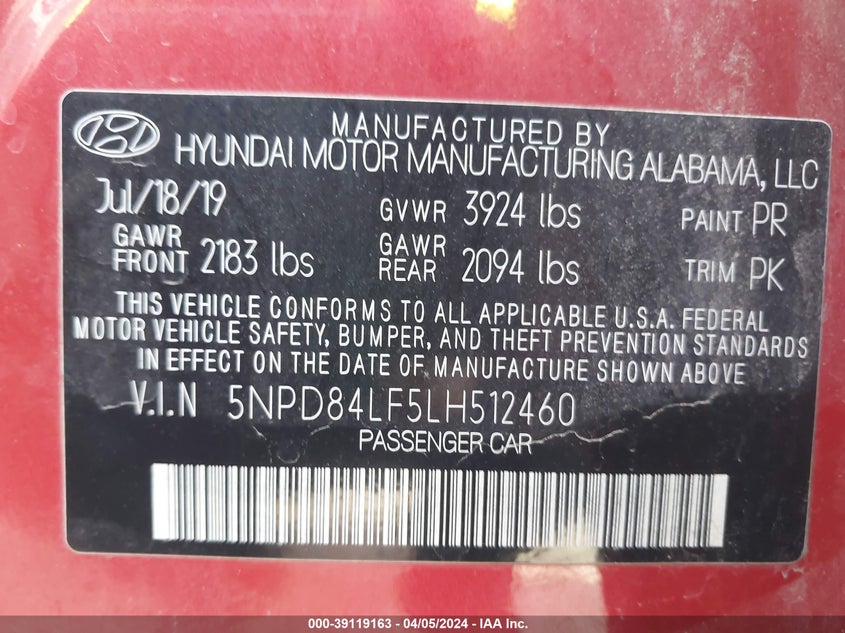 MANUFACTURED BY
HYUNDAI MOTOR MANUFACTURING ALABAMA, LLC
Jul/18/19 GVWR 3924 lbs PAINT PR
GAWR FRONT 2183 lbs GAWR REAR 2094 lbs TRIM PK
THIS VEHICLE CONFORMS TO ALL APPLICABLE U.S.A. FEDERAL
MOTOR VEHICLE SAFETY, BUMPER, AND THEFT PREVENTION STANDARDS
IN EFFECT ON THE DATE OF MANUFACTURE SHOWN ABOVE
V.I.N 5NPD84LF5LH512460
PASSENGER CAR
000-39119163 - 04/05/2024 - IAA Inc.